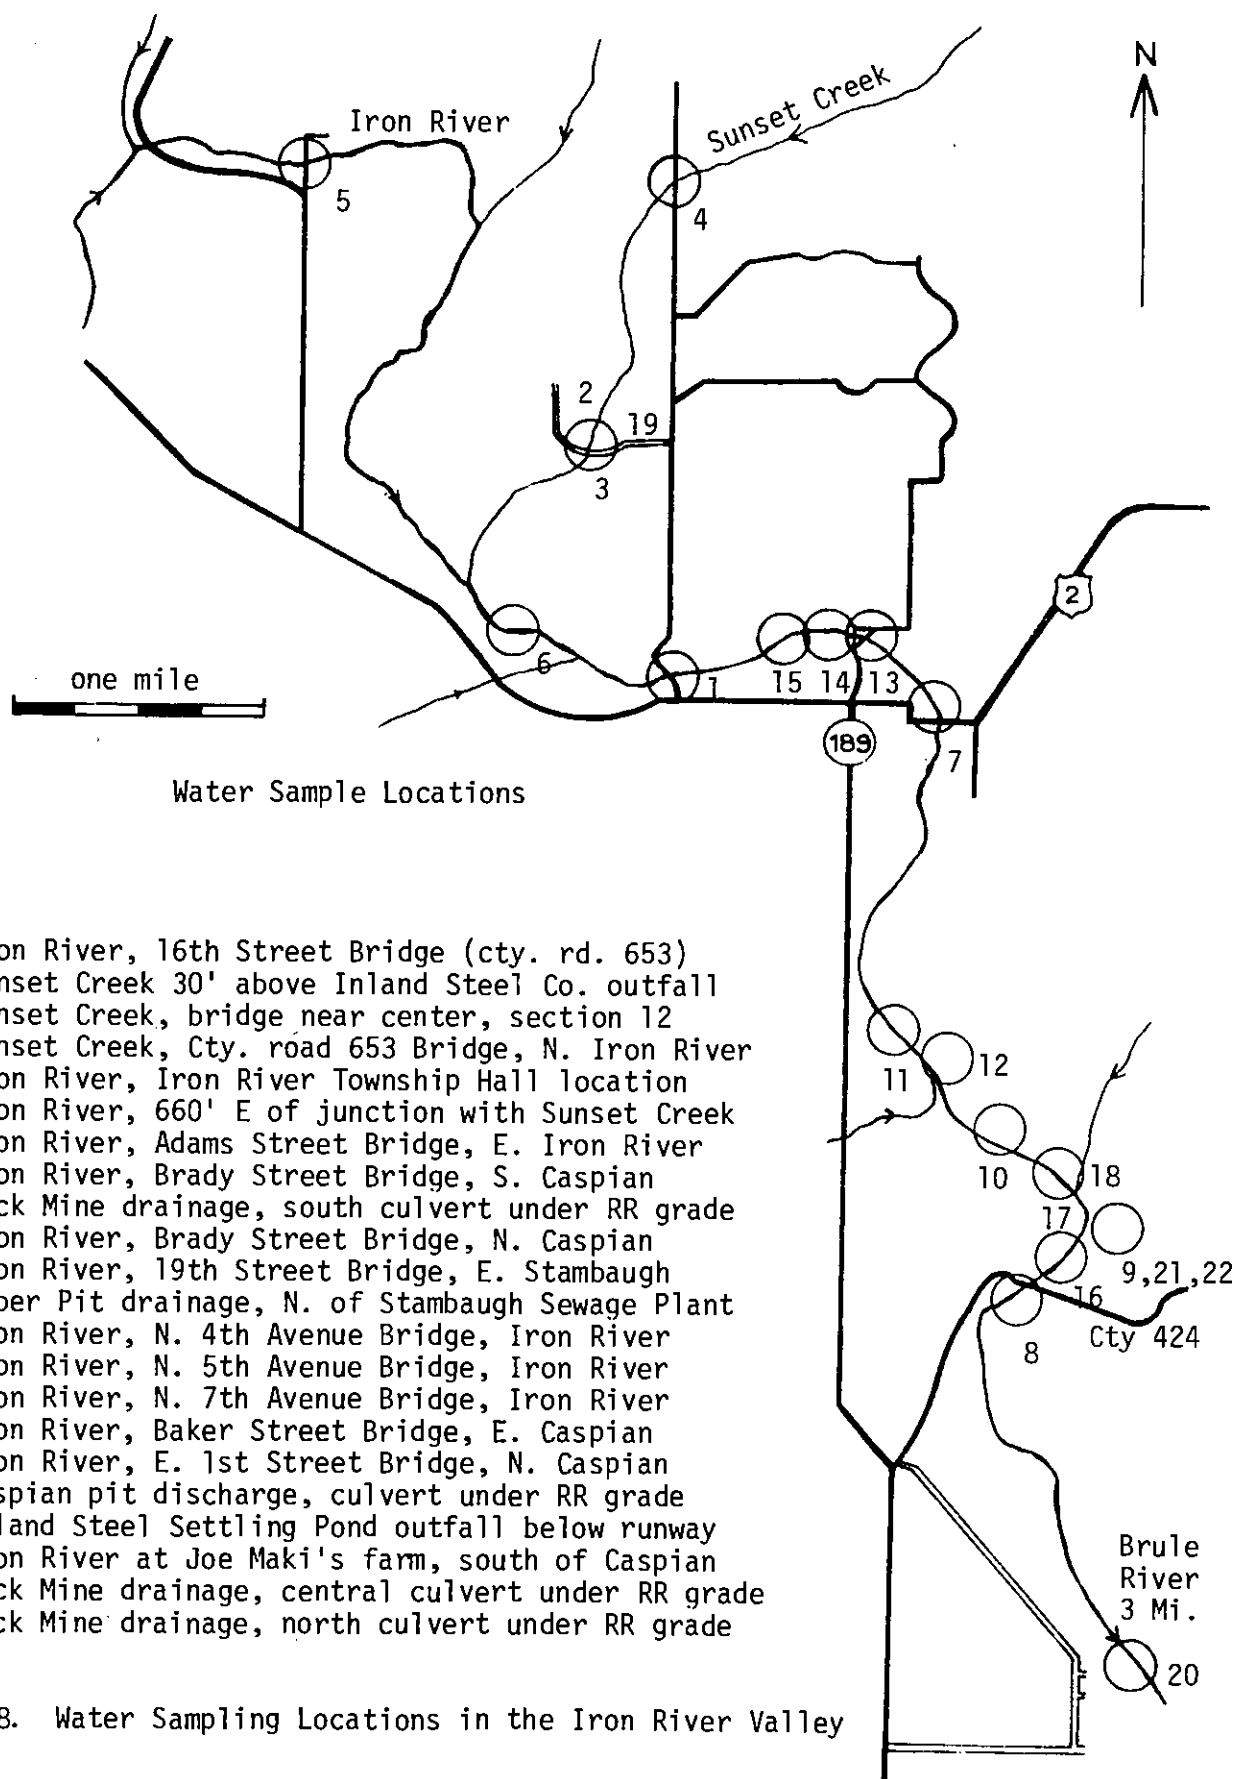 N
Iron River
Sunset Creek
5
4
2
19
3
2
6
1
15
14
13
one mile
189
7
Water Sample Locations
on River, 16th Street Bridge (cty. rd. 653)
nset Creek 30' above Inland Steel Co. outfall
nset Creek, bridge near center, section 12
nset Creek, Cty. road 653 Bridge, N. Iron River
on River, Iron River Township Hall location
on River, 660' E of junction with Sunset Creek
on River, Adams Street Bridge, E. Iron River
on River, Brady Street Bridge, S. Caspian
ck Mine drainage, south culvert under RR grade
on River, Brady Street Bridge, N. Caspian
on River, 19th Street Bridge, E. Stambaugh
ber Pit drainage, N. of Stambaugh Sewage Plant
on River, N. 4th Avenue Bridge, Iron River
on River, N. 5th Avenue Bridge, Iron River
on River, N. 7th Avenue Bridge, Iron River
on River, Baker Street Bridge, E. Caspian
on River, E. 1st Street Bridge, N. Caspian
spian pit discharge, culvert under RR grade
land Steel Settling Pond outfall below runway
on River at Joe Maki's farm, south of Caspian
ck Mine drainage, central culvert under RR grade
ck Mine drainage, north culvert under RR grade
11
12
10
18
17
9,21,22
16
8
Cty 424
Brule
River
3 Mi.
20
8. Water Sampling Locations in the Iron River Valley